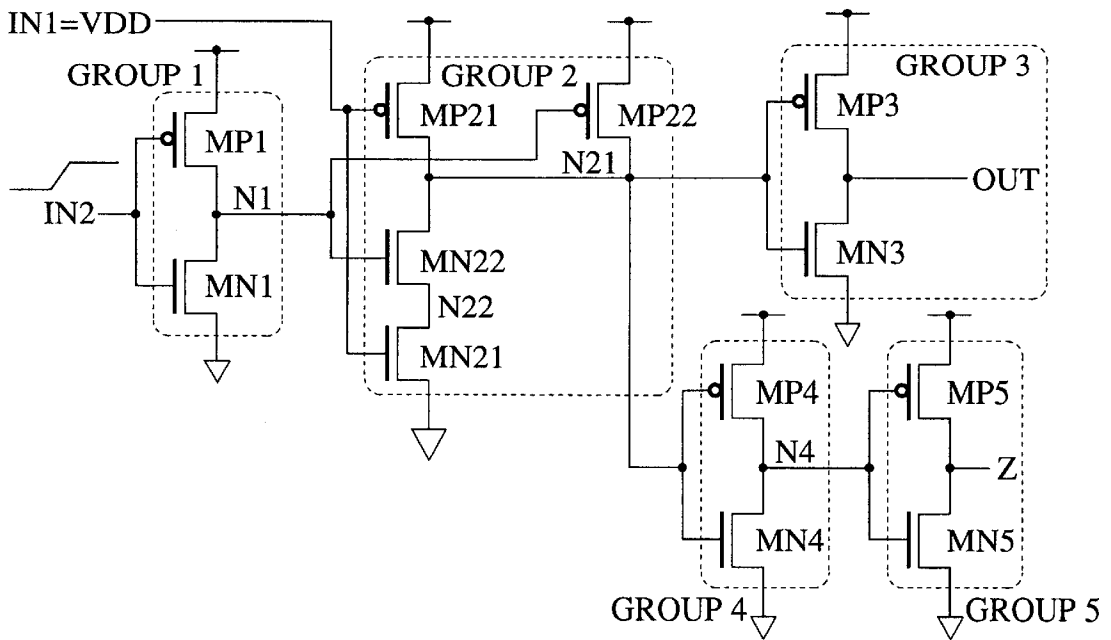 IN1=VDD
GROUP 1
GROUP 2
GROUP 3
MP1
MP21
MP22
MP3
N21
OUT
IN2
N1
MN1
MN22
MN3
N22
MN21
MP4
MP5
N4
Z
MN4
MN5
GROUP 4
GROUP 5